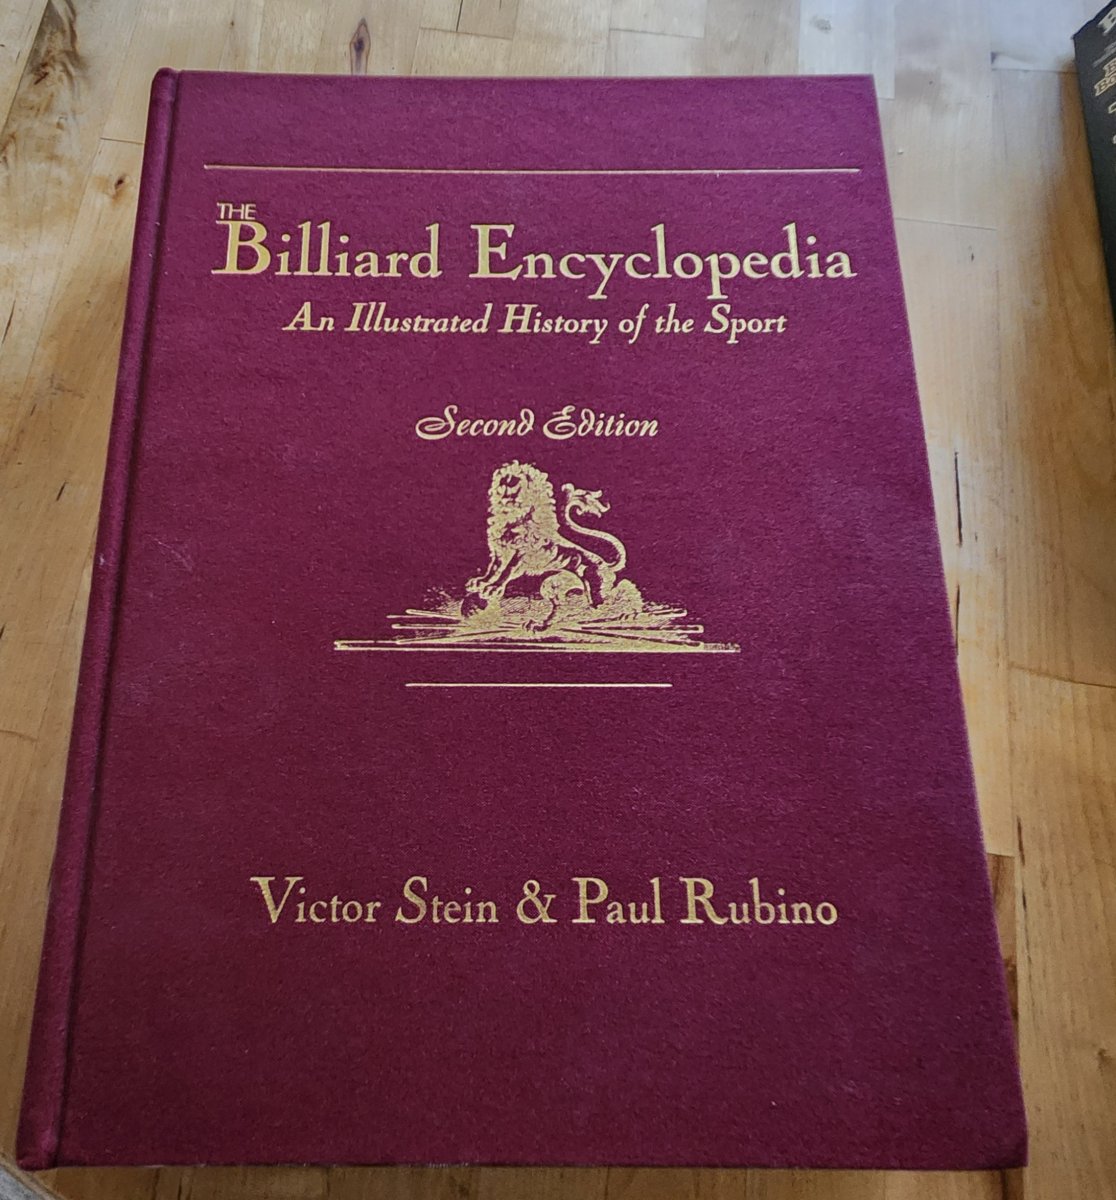 THE
Billiard Encyclopedia
An Illustrated History of the Sport
Second Edition
Victor Stein & Paul Rubino